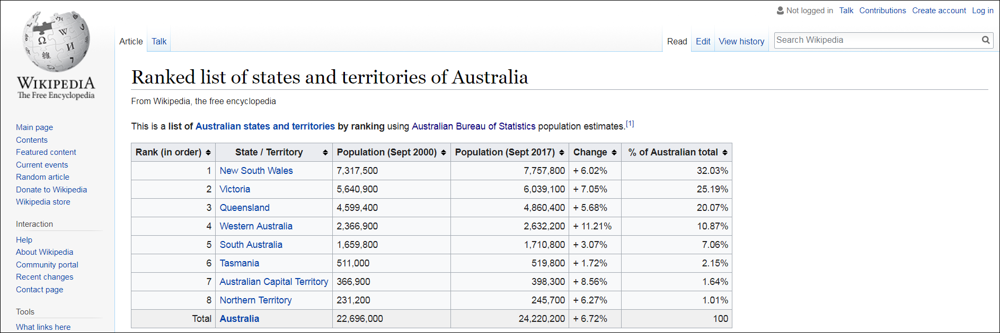 Not logged in Talk Contributions Create account Log in
Article Talk Read Edit View history Search Wikipedia
WIKIPEDIA
The Free Encyclopedia
Main page
Contents
Featured content
Current events
Random article
Donate to Wikipedia
Wikipedia store
Interaction
Help
About Wikipedia
Community portal
Recent changes
Contact page
Tools
What links here
Ranked list of states and territories of Australia
From Wikipedia, the free encyclopedia
This is a list of Australian states and territories by ranking using Australian Bureau of Statistics population estimates.[1]
Rank (in order) State / Territory Population (Sept 2000) Population (Sept 2017) Change % of Australian total
1 New South Wales 7,317,500 7,757,800 + 6.02% 32.03%
2 Victoria 5,640,900 6,039,100 + 7.05% 25.19%
3 Queensland 4,599,400 4,860,400 + 5.68% 20.07%
4 Western Australia 2,366,900 2,632,200 + 11.21% 10.87%
5 South Australia 1,659,800 1,710,800 + 3.07% 7.06%
6 Tasmania 511,000 519,800 + 1.72% 2.15%
7 Australian Capital Territory 366,900 398,300 + 8.56% 1.64%
8 Northern Territory 231,200 245,700 + 6.27% 1.01%
Total Australia 22,696,000 24,220,200 + 6.72% 100